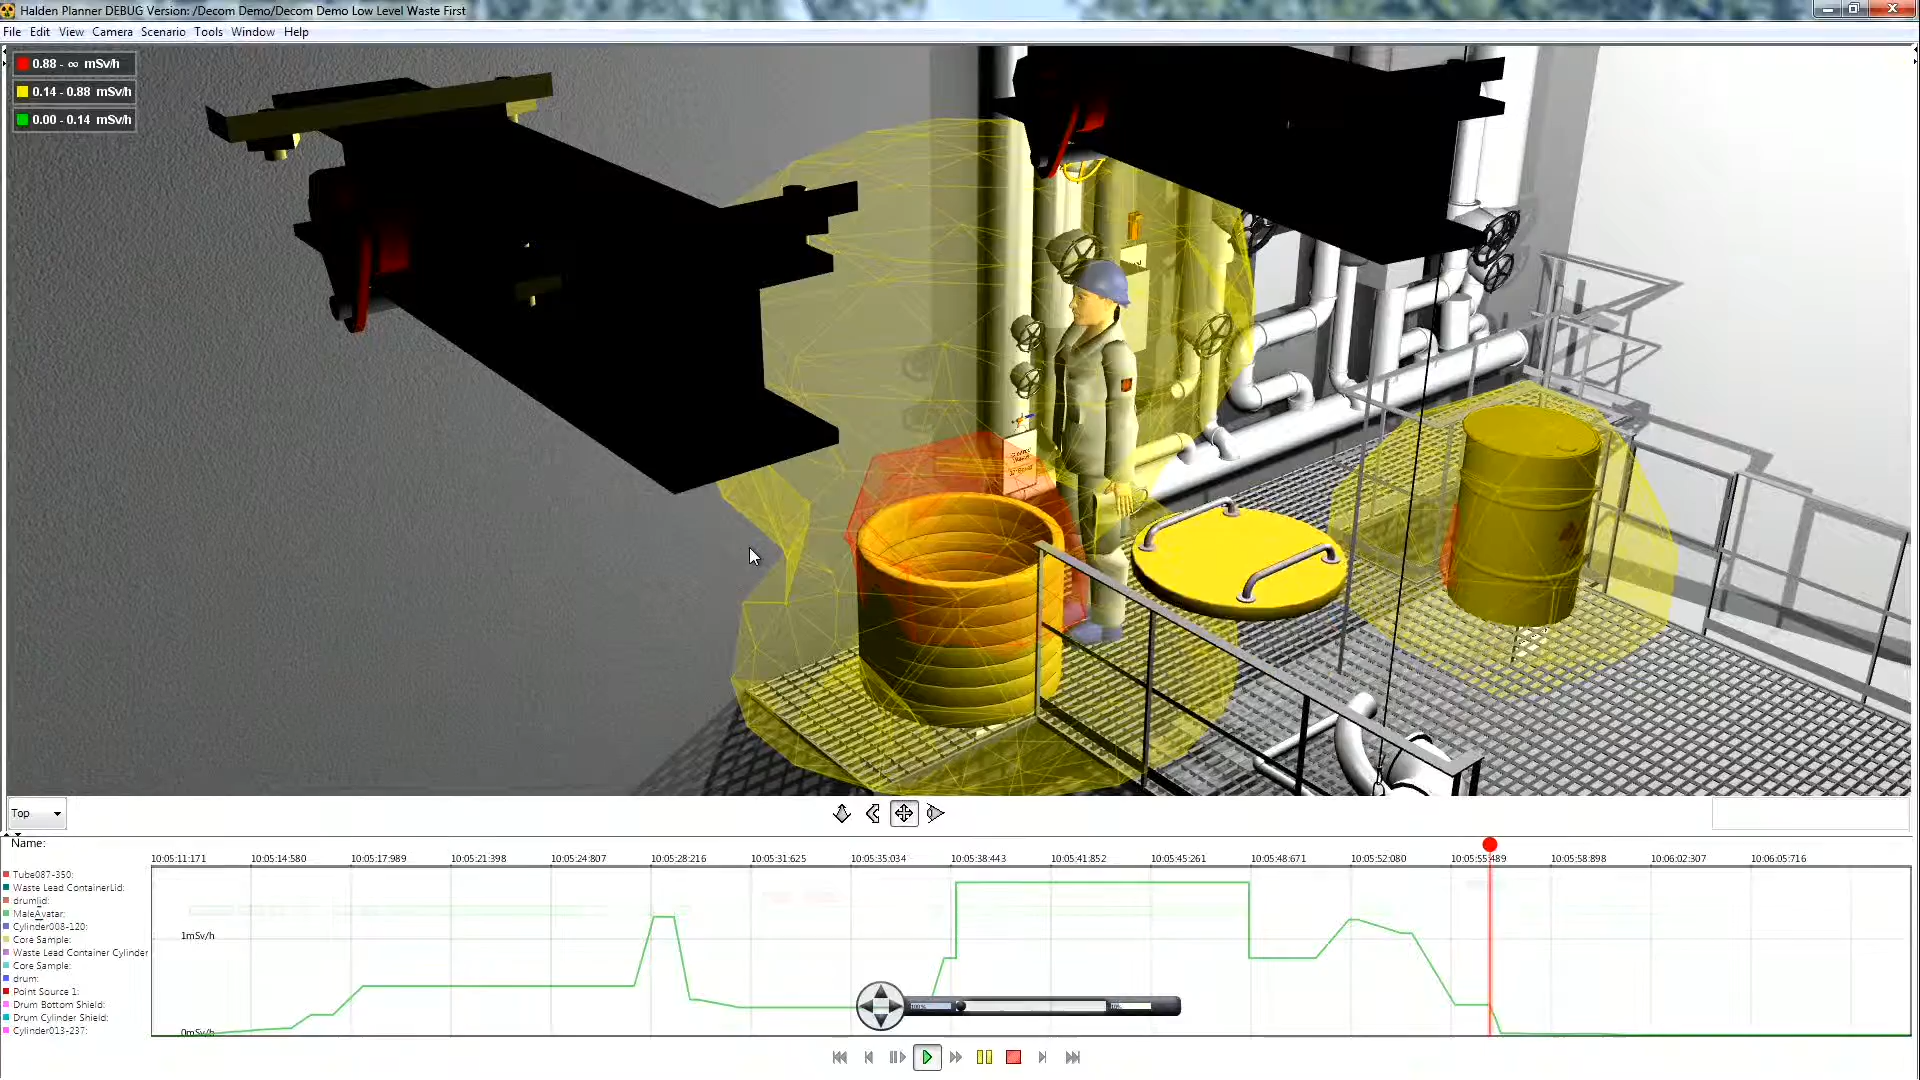 Halden Planner DEBUG Version: /Decom Demo/Decom Demo Low Level Waste First
File Edit View Camera Scenario Tools Window Help
0.88 - ∞ mSv/h
0.14 - 0.88 mSv/h
0.00 - 0.14 mSv/h
Top
Name:
10:05:11:171 10:05:14:580 10:05:17:989 10:05:21:398 10:05:24:807 10:05:28:216 10:05:31:625 10:05:35:034 10:05:38:443 10:05:41:852 10:05:45:261 10:05:48:671 10:05:52:080 10:05:55:489 10:05:58:898 10:06:02:307 10:06:05:716
Tube087-350:
Waste Lead ContainerLid:
drumlid:
MaleAvatar:
Cylinder008-120:
Core Sample:
Waste Lead Container Cylinder
Core Sample:
drum:
Point Source 1:
Drum Bottom Shield:
Drum Cylinder Shield:
Cylinder013-237:
1mSv/h
0mSv/h